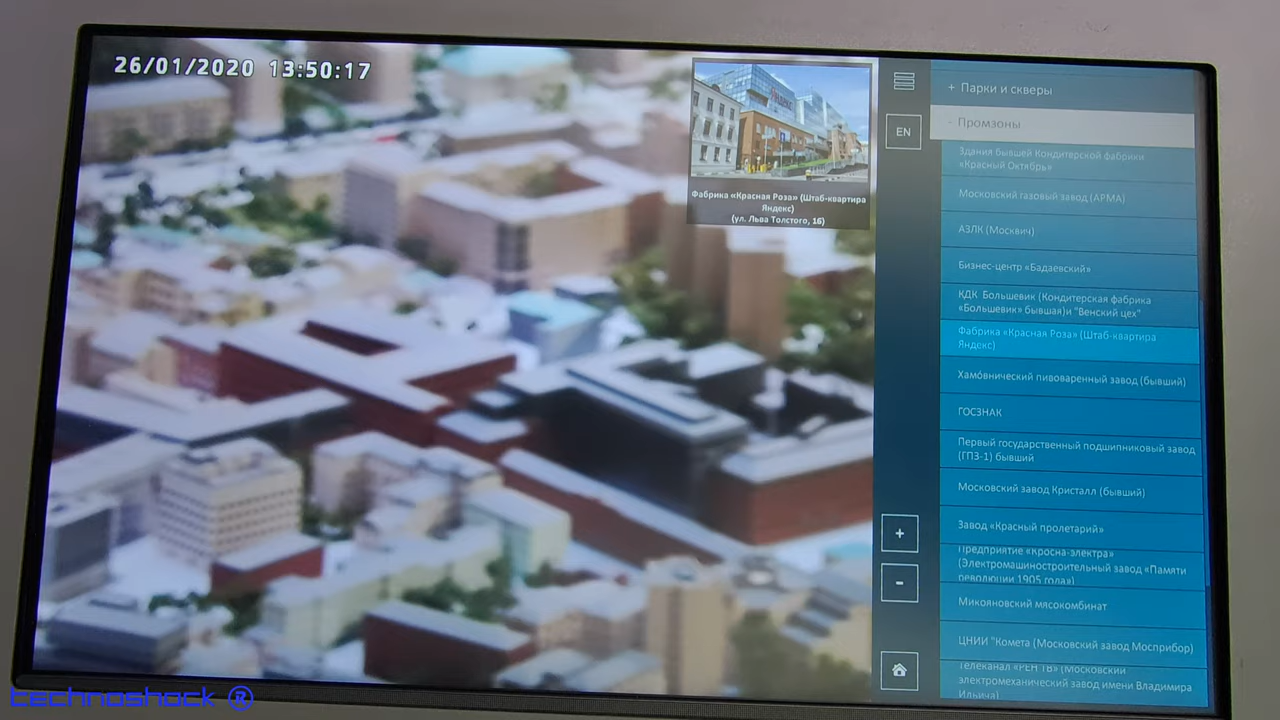 26/01/2020 13:50:17
Фабрика «Красная Роза» (Штаб-квартира
Яндекс)
(ул. Льва Толстого, 16)
EN
+
-
+ Парки и скверы
- Промзоны
Здания бывшей Кондитерской фабрики
«Красный Октябрь»
Московский газовый завод (АРМА)
АЗЛК (Москвич)
Бизнес-центр «Бадаевский»
КДК Большевик (Кондитерская фабрика
«Большевик» бывшая)и "Венский цех"
Фабрика «Красная Роза» (Штаб-квартира
Яндекс)
Хамовнический пивоваренный завод (бывший)
ГОСЗНАК
Первый государственный подшипниковый завод
(ГПЗ-1) бывший
Московский завод Кристалл (бывший)
Завод «Красный пролетарий»
Предприятие «Кросна-электра»
(Электромашиностроительный завод «Памяти
революции 1905 года»)
Микояновский мясокомбинат
ЦНИИ "Комета (Московский завод Мосприбор)
Телеканал «РЕН ТВ» (Московский
электромеханический завод имени Владимира
Ильича)
technoshock ®